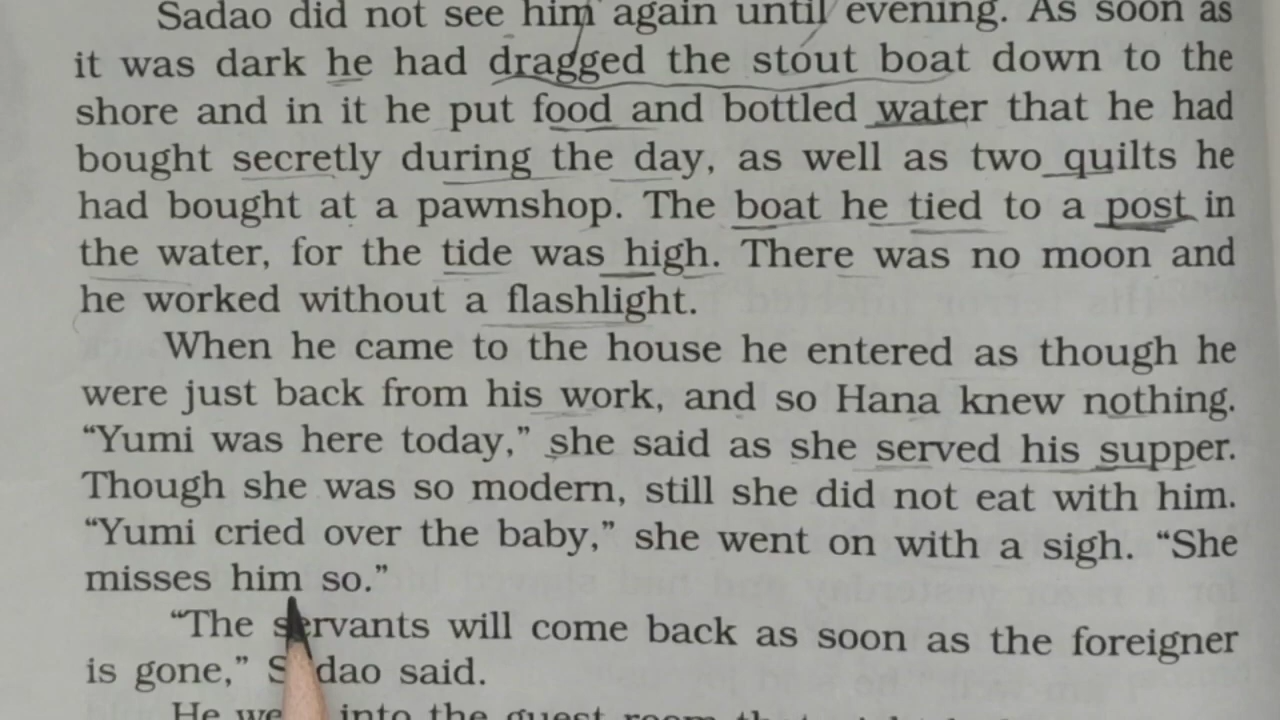 Sadao did not see him again until evening. As soon as
it was dark he had dragged the stout boat down to the
shore and in it he put food and bottled water that he had
bought secretly during the day, as well as two quilts he
had bought at a pawnshop. The boat he tied to a post in
the water, for the tide was high. There was no moon and
he worked without a flashlight.
When he came to the house he entered as though he
were just back from his work, and so Hana knew nothing.
“Yumi was here today,” she said as she served his supper.
Though she was so modern, still she did not eat with him.
“Yumi cried over the baby,” she went on with a sigh. “She
misses him so.”
“The servants will come back as soon as the foreigner
is gone,” Sadao said.
He into the guest room that